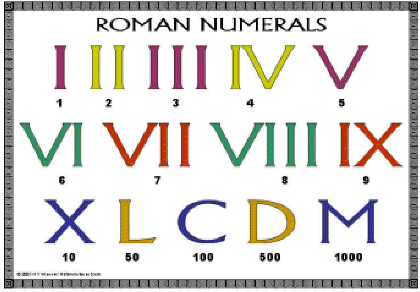 ROMAN NUMERALS
I II III IV V
1 2 3 4 5
VI VII VIII IX
6 7 8 9
X L C D M
10 50 100 500 1000
© 2001